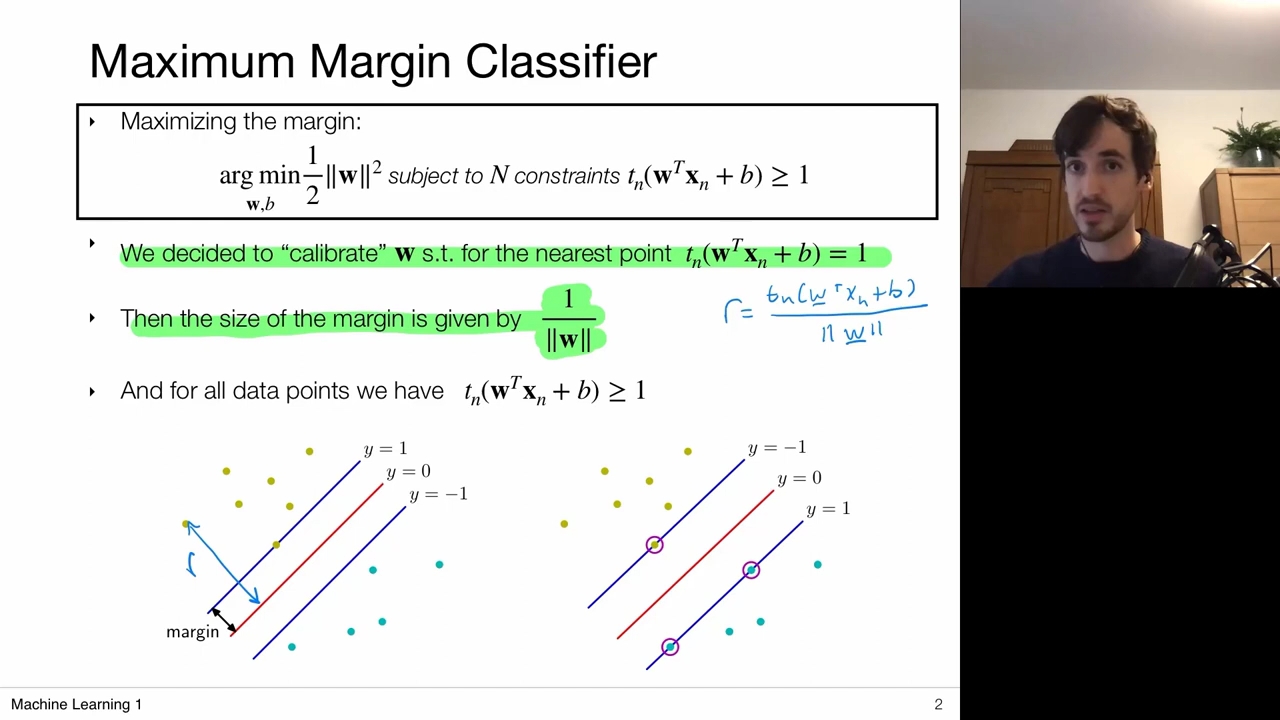 Maximum Margin Classifier
‣ Maximizing the margin:
arg min 1/2 ‖w‖² subject to N constraints tₙ(wᵀxₙ + b) ≥ 1
w,b
‣ We decided to “calibrate” w s.t. for the nearest point tₙ(wᵀxₙ + b) = 1
‣ Then the size of the margin is given by 1/‖w‖
r = tₙ(wᵀxₙ+b)/‖w‖
‣ And for all data points we have tₙ(wᵀxₙ + b) ≥ 1
y = 1
y = 0
y = −1
r
margin
y = −1
y = 0
y = 1
Machine Learning 1
2